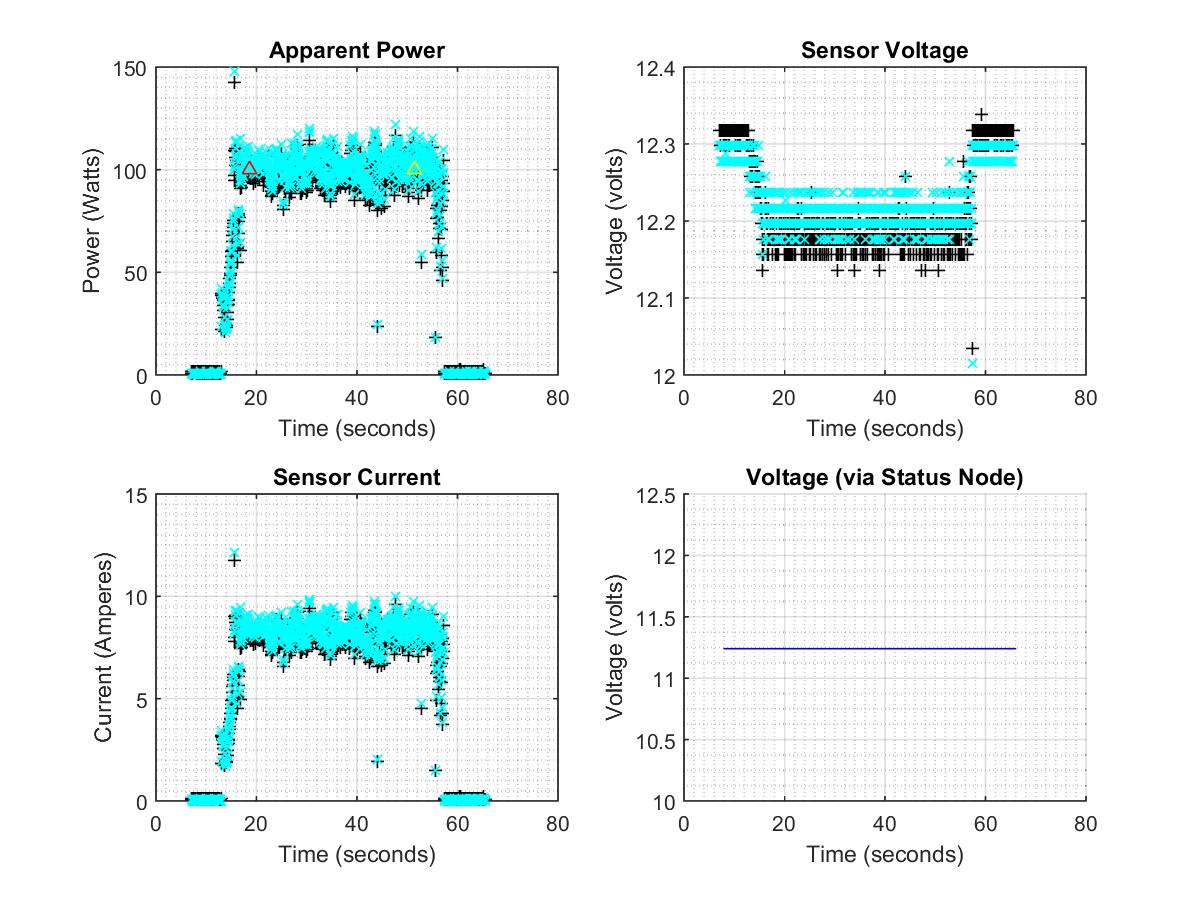 Apparent Power
150
100
50
0
0 20 40 60 80
Power (Watts)
Time (seconds)
Sensor Voltage
12.4
12.3
12.2
12.1
12
0 20 40 60 80
Voltage (volts)
Time (seconds)
Sensor Current
15
10
5
0
0 20 40 60 80
Current (Amperes)
Time (seconds)
Voltage (via Status Node)
12.5
12
11.5
11
10.5
10
0 20 40 60 80
Voltage (volts)
Time (seconds)